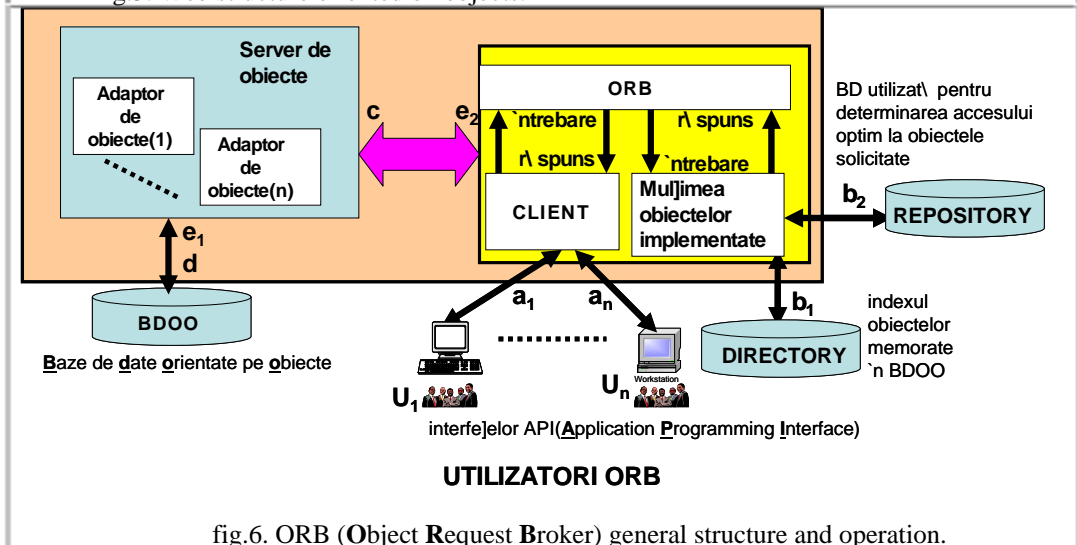 Server de
obiecte
Adaptor
de
obiecte(1)
Adaptor
de
obiecte(n)
c
e2
ORB
`ntrebare
r\ spuns
r\ spuns
`ntrebare
CLIENT
Mul]imea
obiectelor
implementate
BD utilizat\ pentru
determinarea accesului
optim la obiectele
solicitate
b2
REPOSITORY
e1
d
BDOO
Baze de date orientate pe obiecte
a1
an
b1
DIRECTORY
indexul
obiectelor
memorate
`n BDOO
U1
Workstation
Un
interfe]elor API(Application Programming Interface)
UTILIZATORI ORB
fig.6. ORB (Object Request Broker) general structure and operation.